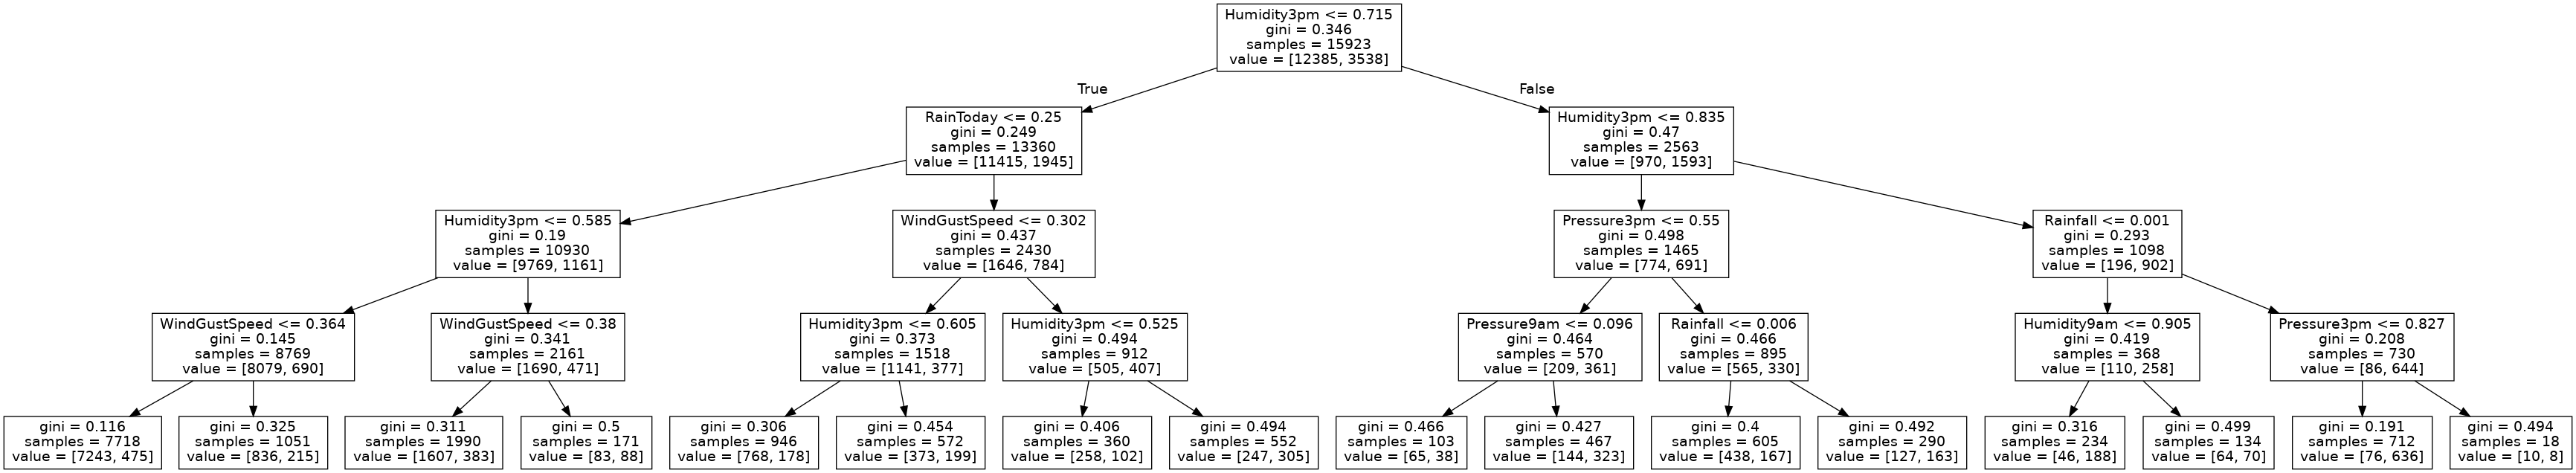 Humidity3pm <= 0.715
gini = 0.346
samples = 15923
value = [12385, 3538]
True
False
RainToday <= 0.25
gini = 0.249
samples = 13360
value = [11415, 1945]
Humidity3pm <= 0.835
gini = 0.47
samples = 2563
value = [970, 1593]
Humidity3pm <= 0.585
gini = 0.19
samples = 10930
value = [9769, 1161]
WindGustSpeed <= 0.302
gini = 0.437
samples = 2430
value = [1646, 784]
Pressure3pm <= 0.55
gini = 0.498
samples = 1465
value = [774, 691]
Rainfall <= 0.001
gini = 0.293
samples = 1098
value = [196, 902]
WindGustSpeed <= 0.364
gini = 0.145
samples = 8769
value = [8079, 690]
WindGustSpeed <= 0.38
gini = 0.341
samples = 2161
value = [1690, 471]
Humidity3pm <= 0.605
gini = 0.373
samples = 1518
value = [1141, 377]
Humidity3pm <= 0.525
gini = 0.494
samples = 912
value = [505, 407]
Pressure9am <= 0.096
gini = 0.464
samples = 570
value = [209, 361]
Rainfall <= 0.006
gini = 0.466
samples = 895
value = [565, 330]
Humidity9am <= 0.905
gini = 0.419
samples = 368
value = [110, 258]
Pressure3pm <= 0.827
gini = 0.208
samples = 730
value = [86, 644]
gini = 0.116
samples = 7718
value = [7243, 475]
gini = 0.325
samples = 1051
value = [836, 215]
gini = 0.311
samples = 1990
value = [1607, 383]
gini = 0.5
samples = 171
value = [83, 88]
gini = 0.306
samples = 946
value = [768, 178]
gini = 0.454
samples = 572
value = [373, 199]
gini = 0.406
samples = 360
value = [258, 102]
gini = 0.494
samples = 552
value = [247, 305]
gini = 0.466
samples = 103
value = [65, 38]
gini = 0.427
samples = 467
value = [144, 323]
gini = 0.4
samples = 605
value = [438, 167]
gini = 0.492
samples = 290
value = [127, 163]
gini = 0.316
samples = 234
value = [46, 188]
gini = 0.499
samples = 134
value = [64, 70]
gini = 0.191
samples = 712
value = [76, 636]
gini = 0.494
samples = 18
value = [10, 8]